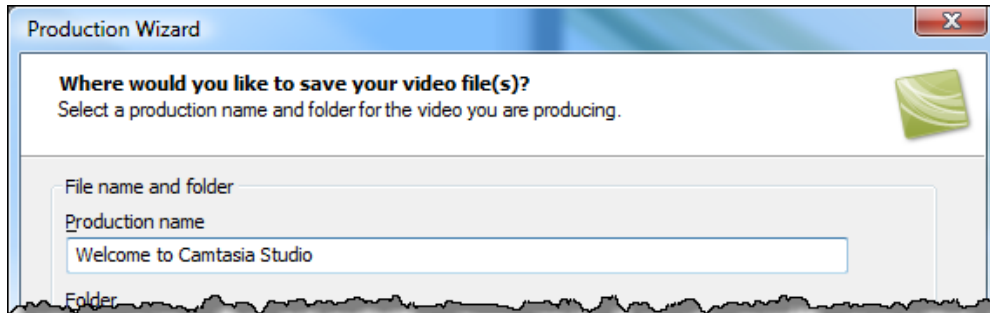 Production Wizard
Where would you like to save your video file(s)?
Select a production name and folder for the video you are producing.
File name and folder
Production name
Welcome to Camtasia Studio
Folder